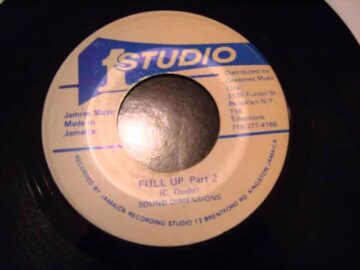 1 STUDIO
Jamrec Music
Made in
Jamaica
Distributed by
Coxsones Music
City
3135 Fulton St
Brooklyn N.Y.
Telephone
718-277-4166
FULL UP Part 2
(C. Dodd)
SOUND DIMENSIONS
RECORDED BY JAMAICA RECORDING STUDIO 13 BRENTFORD RD. KINGSTON JAMAICA